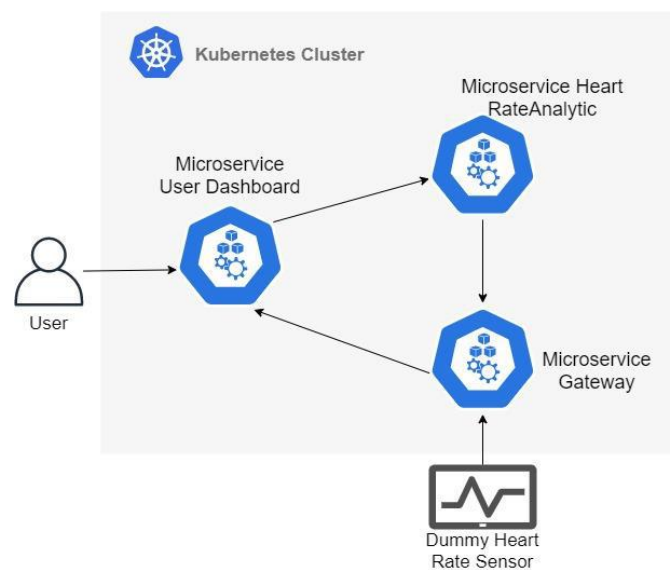 Kubernetes Cluster
Microservice Heart
RateAnalytic
Microservice
User Dashboard
User
Microservice
Gateway
Dummy Heart
Rate Sensor